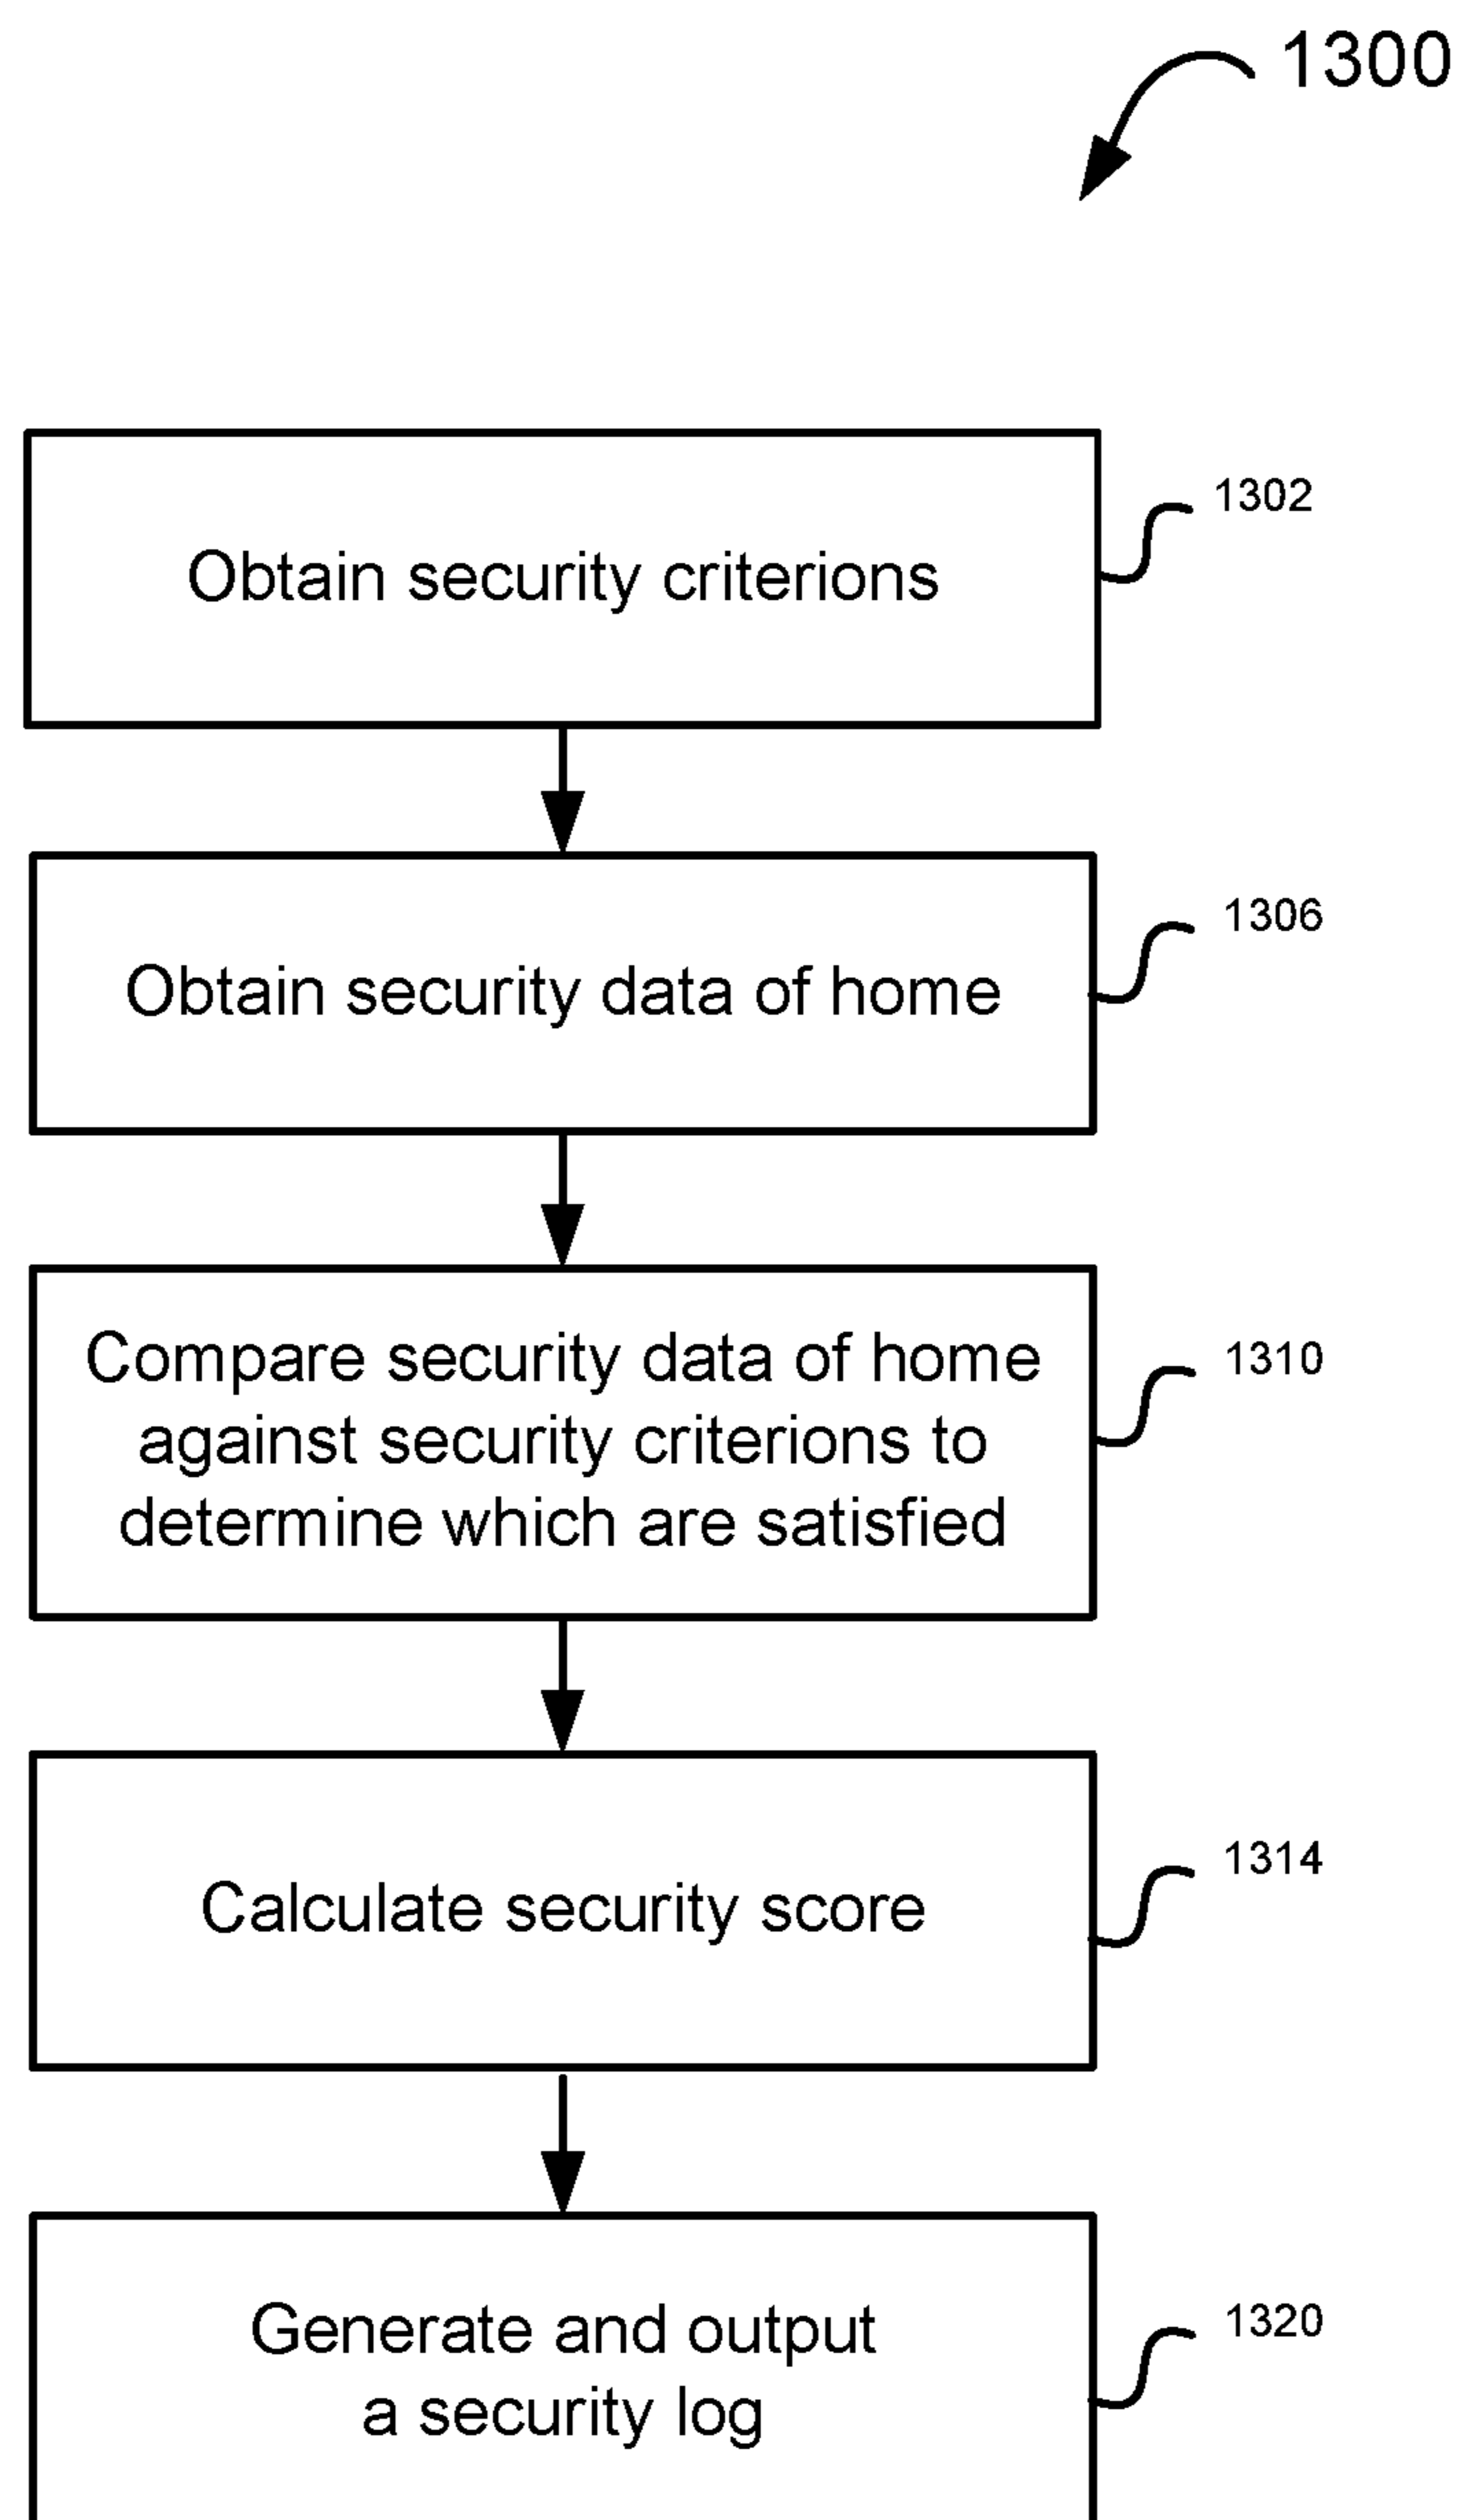 1300
Obtain security criterions
1302
Obtain security data of home
1306
Compare security data of home
against security criterions to
determine which are satisfied
1310
Calculate security score
1314
Generate and output
a security log
1320